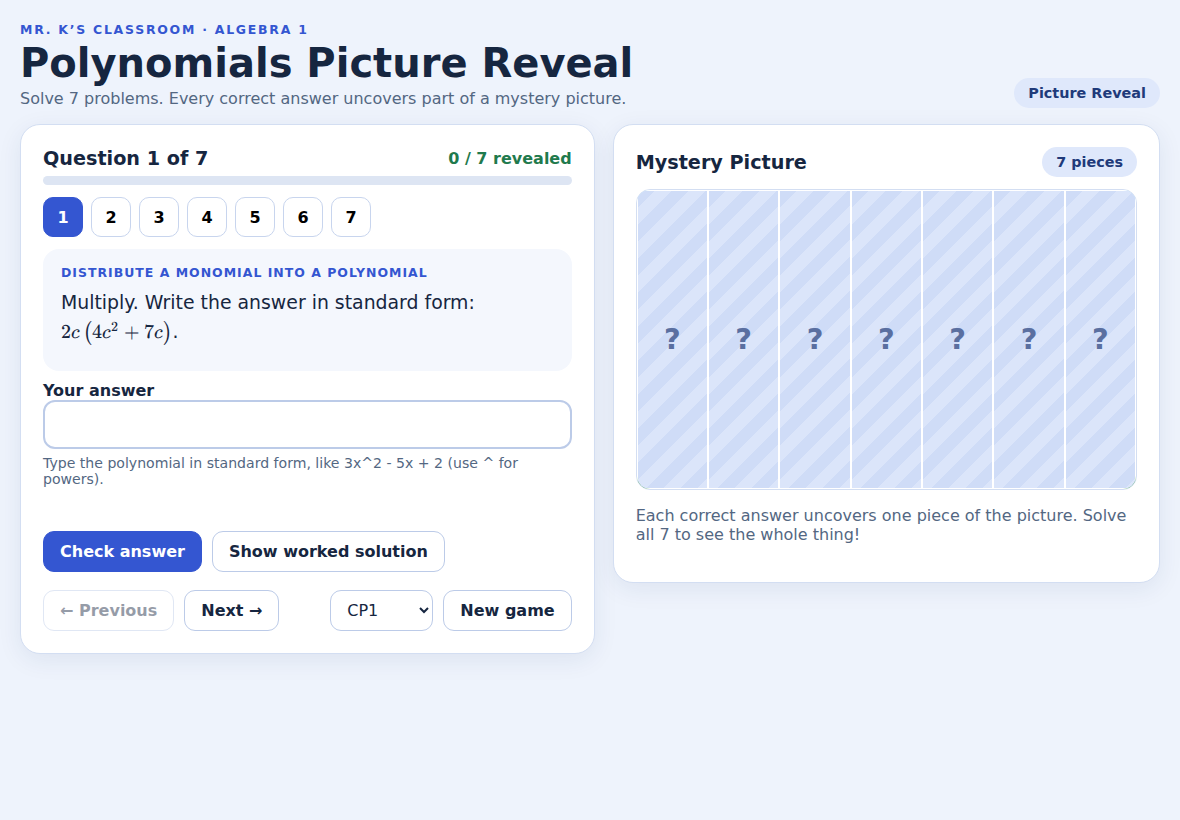 MR. K’S CLASSROOM · ALGEBRA 1
Polynomials Picture Reveal
Solve 7 problems. Every correct answer uncovers part of a mystery picture.
Picture Reveal
Question 1 of 7
0 / 7 revealed
1 2 3 4 5 6 7
DISTRIBUTE A MONOMIAL INTO A POLYNOMIAL
Multiply. Write the answer in standard form:
2c (4c² + 7c).
Your answer
Type the polynomial in standard form, like 3x^2 - 5x + 2 (use ^ for
powers).
Check answer
Show worked solution
← Previous
Next →
CP1
New game
Mystery Picture
7 pieces
? ? ? ? ? ? ?
Each correct answer uncovers one piece of the picture. Solve
all 7 to see the whole thing!